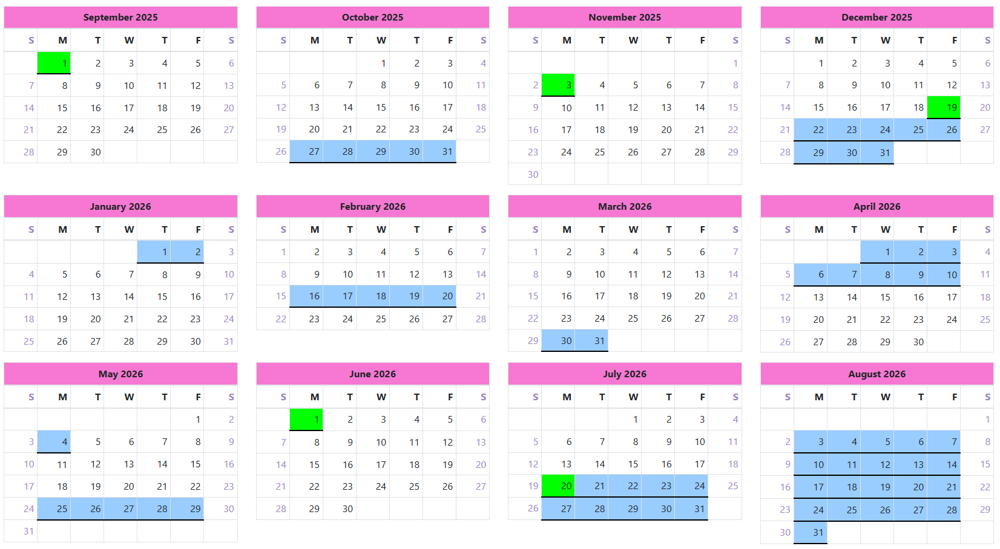 September 2025
S M T W T F S
1 2 3 4 5 6
7 8 9 10 11 12 13
14 15 16 17 18 19 20
21 22 23 24 25 26 27
28 29 30
October 2025
S M T W T F S
1 2 3 4
5 6 7 8 9 10 11
12 13 14 15 16 17 18
19 20 21 22 23 24 25
26 27 28 29 30 31
November 2025
S M T W T F S
1
2 3 4 5 6 7 8
9 10 11 12 13 14 15
16 17 18 19 20 21 22
23 24 25 26 27 28 29
30
December 2025
S M T W T F S
1 2 3 4 5 6
7 8 9 10 11 12 13
14 15 16 17 18 19 20
21 22 23 24 25 26 27
28 29 30 31
January 2026
S M T W T F S
1 2 3
4 5 6 7 8 9 10
11 12 13 14 15 16 17
18 19 20 21 22 23 24
25 26 27 28 29 30 31
February 2026
S M T W T F S
1 2 3 4 5 6 7
8 9 10 11 12 13 14
15 16 17 18 19 20 21
22 23 24 25 26 27 28
March 2026
S M T W T F S
1 2 3 4 5 6 7
8 9 10 11 12 13 14
15 16 17 18 19 20 21
22 23 24 25 26 27 28
29 30 31
April 2026
S M T W T F S
1 2 3 4
5 6 7 8 9 10 11
12 13 14 15 16 17 18
19 20 21 22 23 24 25
26 27 28 29 30
May 2026
S M T W T F S
1 2
3 4 5 6 7 8 9
10 11 12 13 14 15 16
17 18 19 20 21 22 23
24 25 26 27 28 29 30
31
June 2026
S M T W T F S
1 2 3 4 5 6
7 8 9 10 11 12 13
14 15 16 17 18 19 20
21 22 23 24 25 26 27
28 29 30
July 2026
S M T W T F S
1 2 3 4
5 6 7 8 9 10 11
12 13 14 15 16 17 18
19 20 21 22 23 24 25
26 27 28 29 30 31
August 2026
S M T W T F S
1
2 3 4 5 6 7 8
9 10 11 12 13 14 15
16 17 18 19 20 21 22
23 24 25 26 27 28 29
30 31